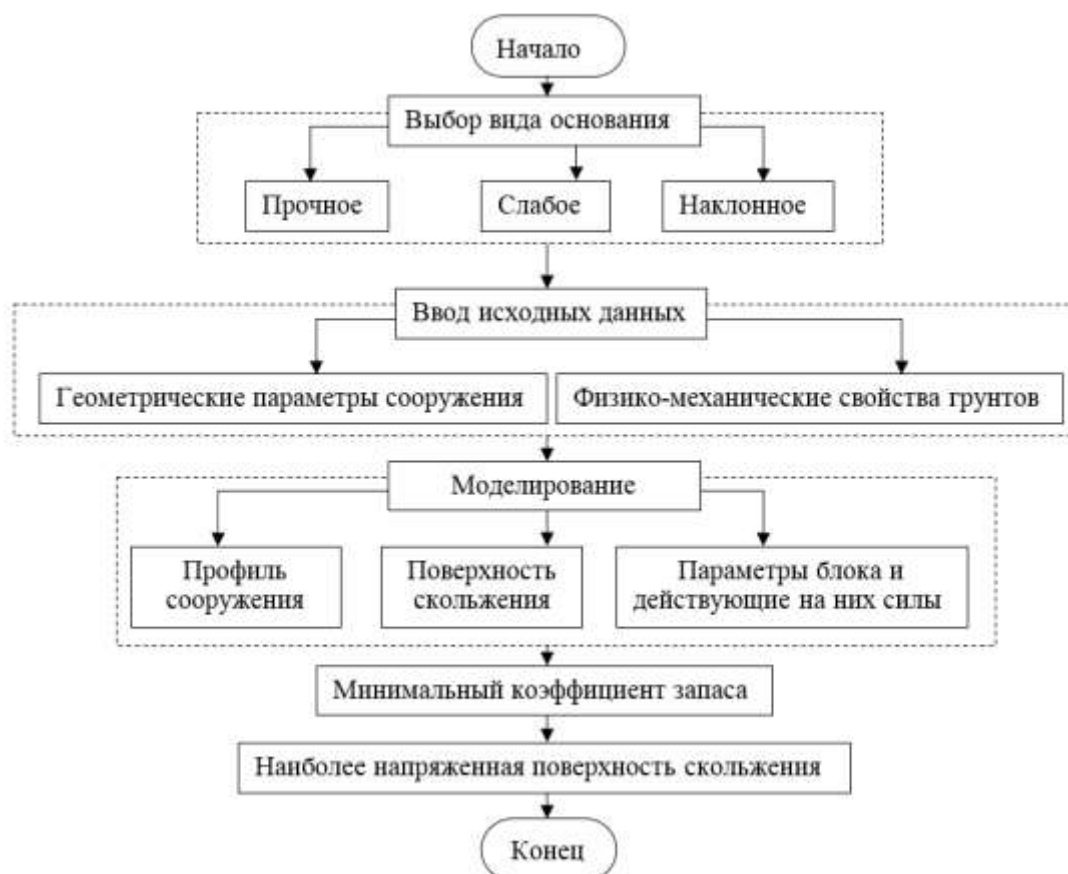 Начало
Выбор вида основания
Прочное
Слабое
Наклонное
Ввод исходных данных
Геометрические параметры сооружения
Физико-механические свойства грунтов
Моделирование
Профиль
сооружения
Поверхность
скольжения
Параметры блока и
действующие на них силы
Минимальный коэффициент запаса
Наиболее напряженная поверхность скольжения
Конец